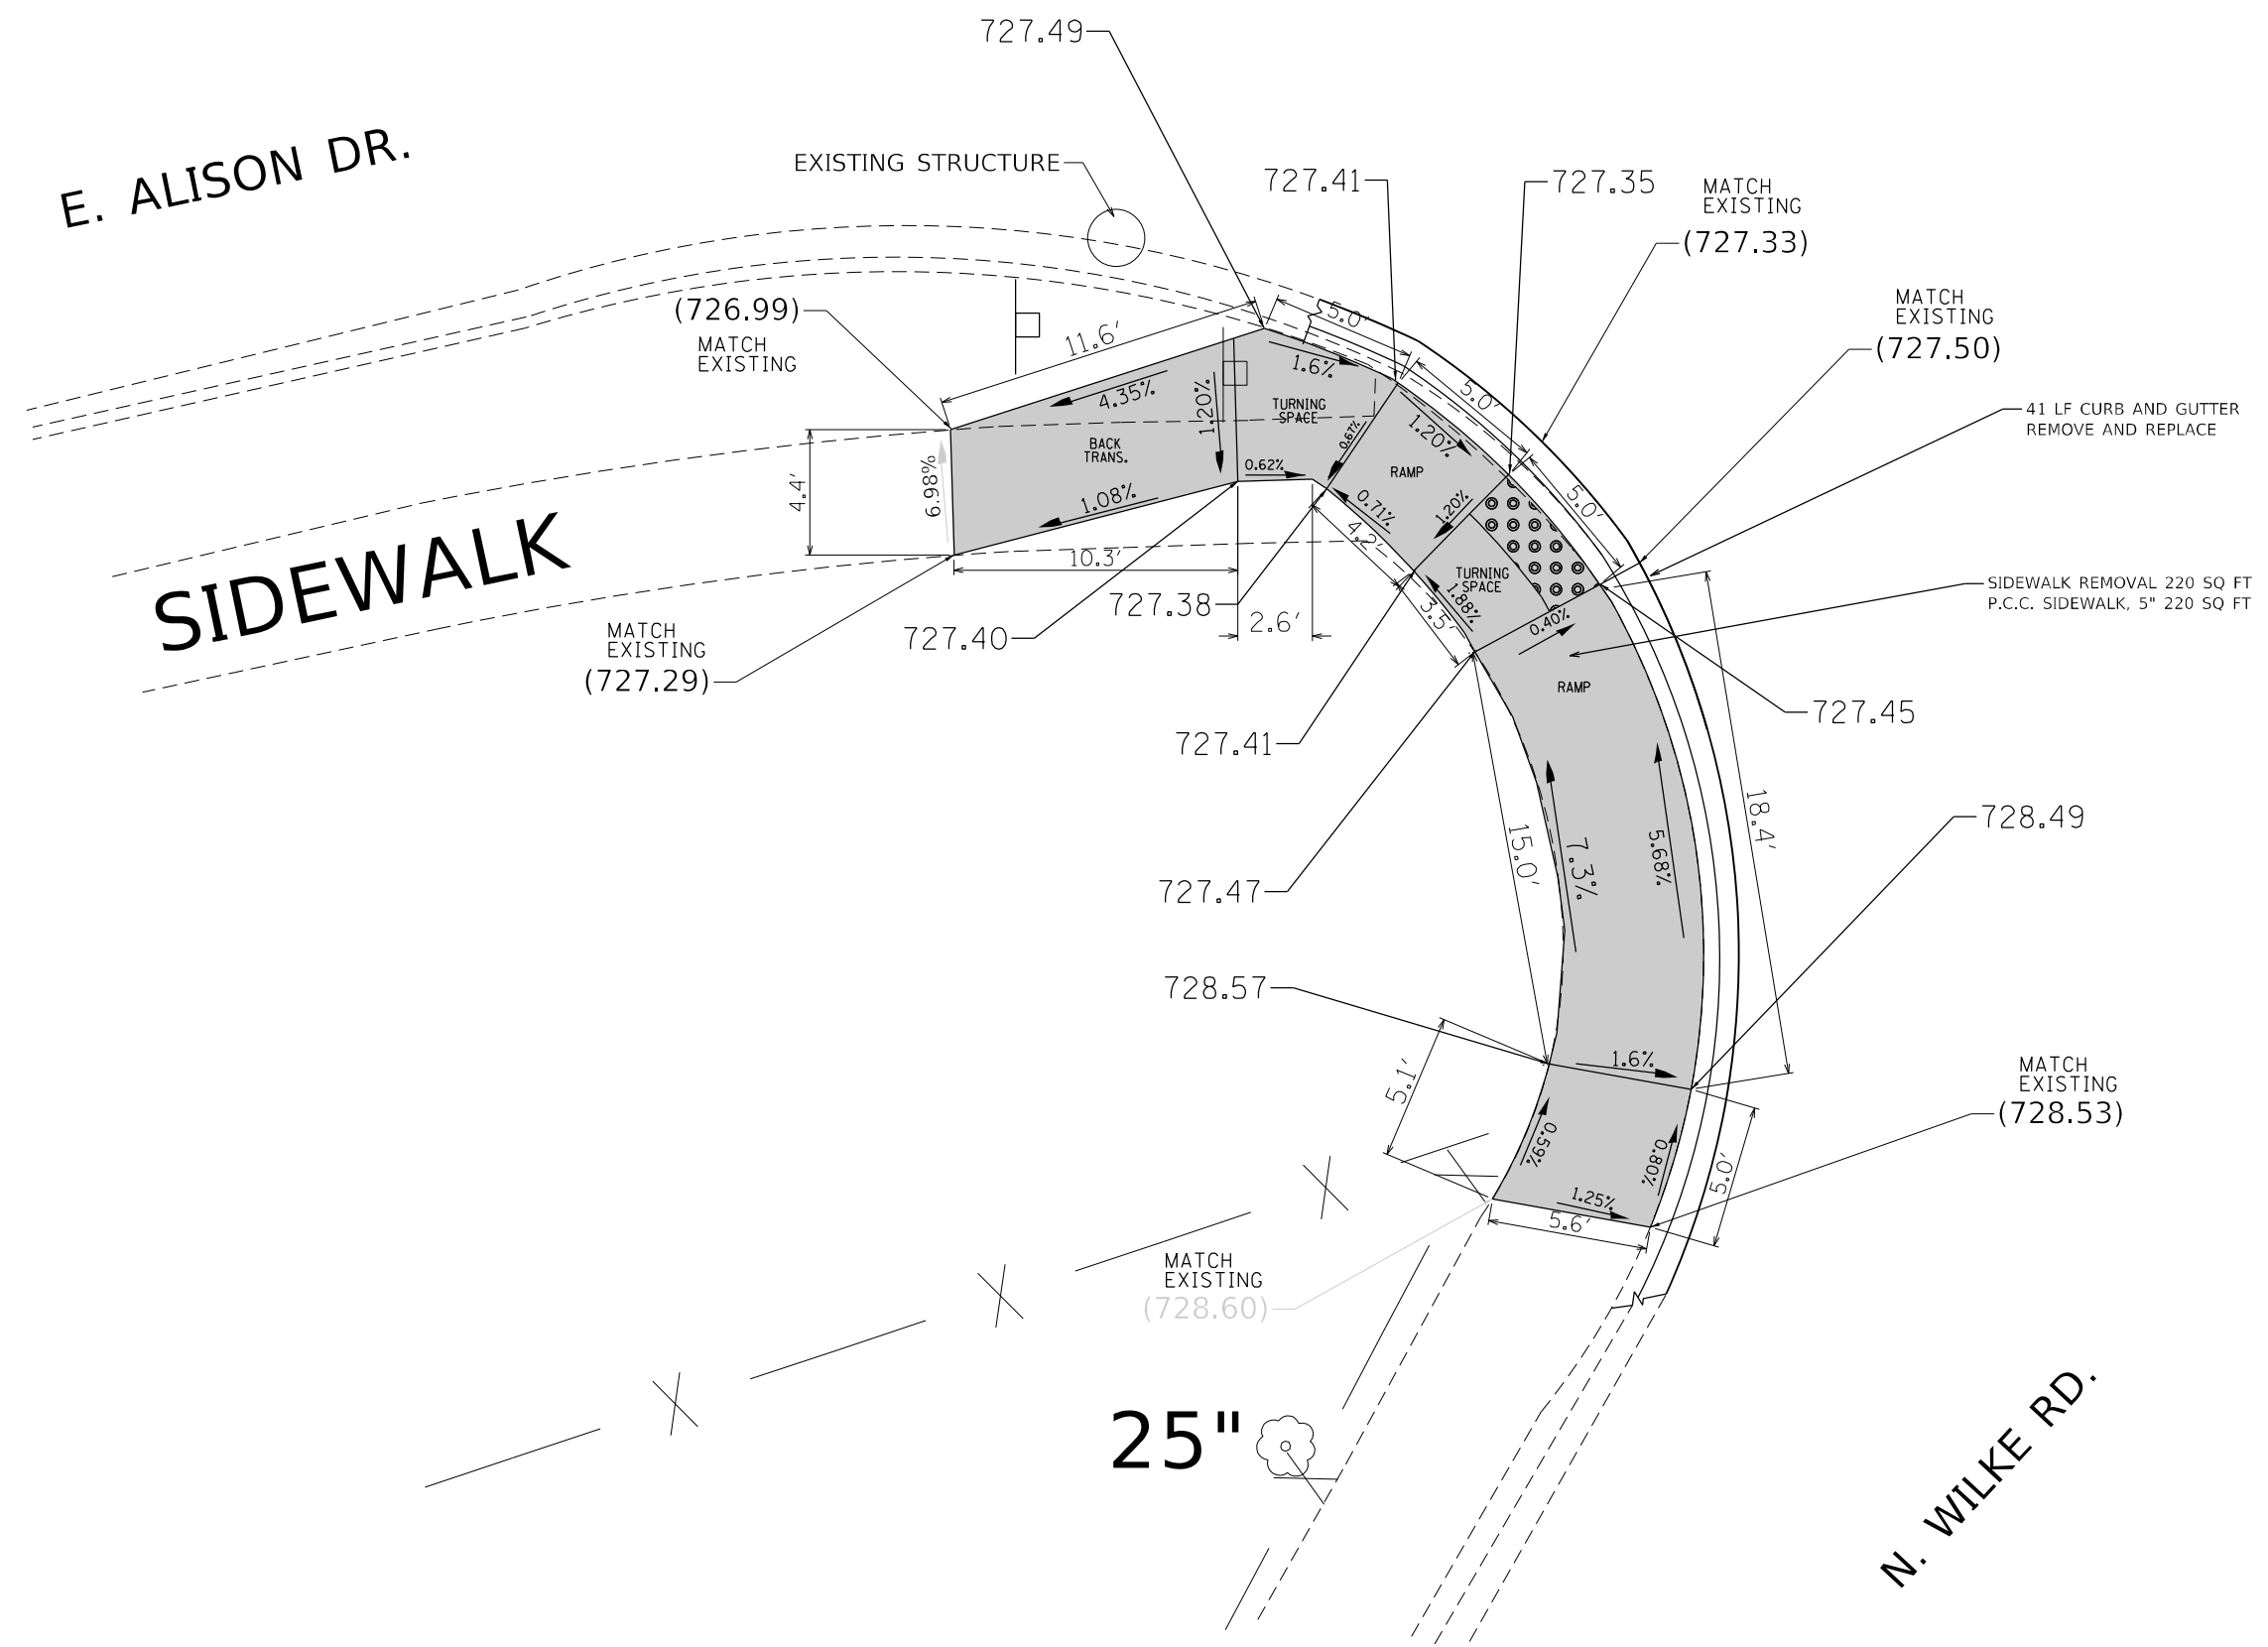 727.49
E. ALISON DR.
EXISTING STRUCTURE
727.41
727.35
MATCH
EXISTING
(727.33)
MATCH
EXISTING
(727.50)
(726.99)
MATCH
EXISTING
11.6'
5.0'
1.6%
4.35%
1.20%
TURNING
SPACE
5.0'
41 LF CURB AND GUTTER
REMOVE AND REPLACE
BACK
TRANS.
0.67%
1.20%
RAMP
4.4'
6.98%
0.62%
1.08%
0.71%
1.20%
5.0'
SIDEWALK
10.3'
4.2'
TURNING
SPACE
1.88%
SIDEWALK REMOVAL 220 SQ FT
P.C.C. SIDEWALK, 5" 220 SQ FT
727.38
2.6'
3.5'
0.40%
727.40
MATCH
EXISTING
(727.29)
RAMP
727.45
727.41
18.4'
728.49
15.0'
7.3%
5.68%
727.47
728.57
1.6%
5.1'
MATCH
EXISTING
(728.53)
0.59%
0.80%
5.0'
1.25%
5.6'
MATCH
EXISTING
(728.60)
25"
N. WILKE RD.